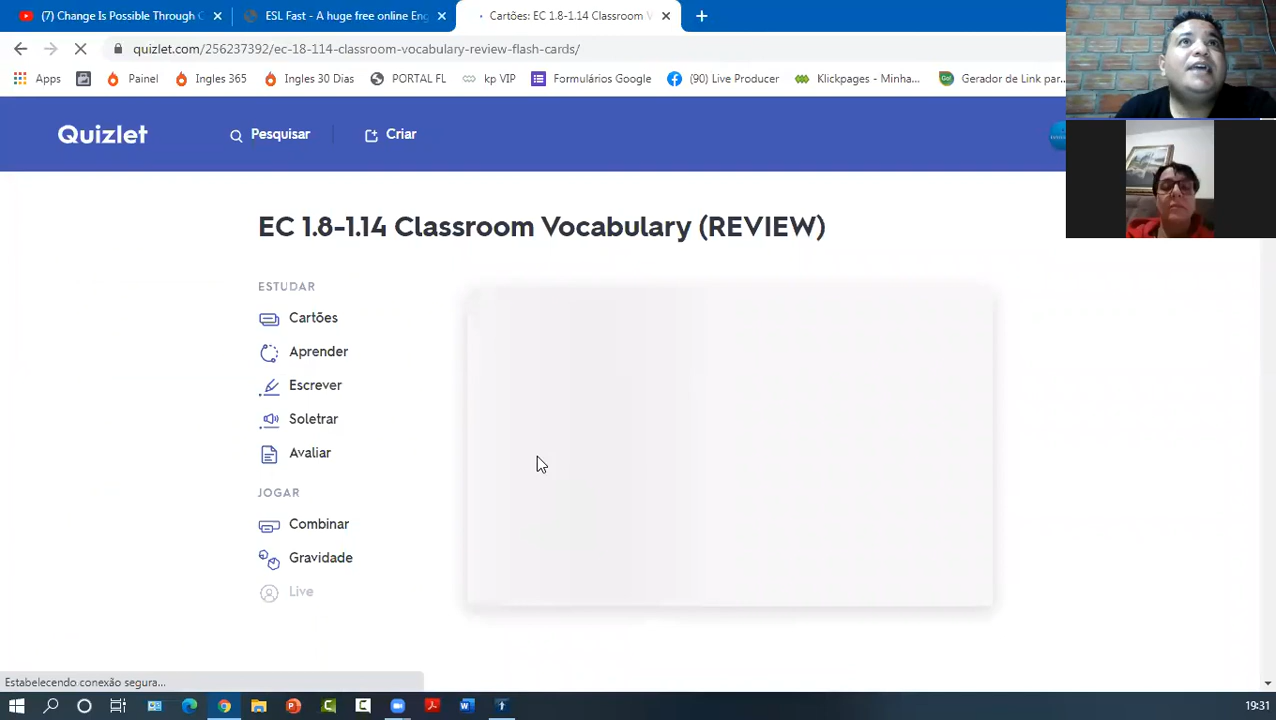 (7) Change Is Possible Through C
ESL Fast - A huge free online Eng
Cartões: EC 1.8-1.14 Classroom V
quizlet.com/256237392/ec-18-114-classroom-vocabulary-review-flash-cards/
Apps
Painel
Ingles 365
Ingles 30 Dias
PORTAL FL
kp VIP
Formulários Google
(90) Live Producer
Klickpages - Minha...
Gerador de Link par...
Quizlet
Pesquisar
Criar
EC 1.8-1.14 Classroom Vocabulary (REVIEW)
ESTUDAR
Cartões
Aprender
Escrever
Soletrar
Avaliar
JOGAR
Combinar
Gravidade
Live
Estabelecendo conexão segura...
19:31